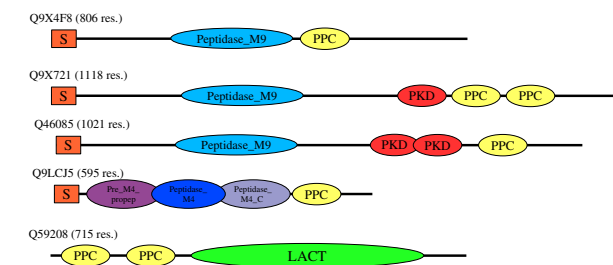 Q9X4F8 (806 res.)
S Peptidase_M9 PPC
Q9X721 (1118 res.)
S Peptidase_M9 PKD PPC PPC
Q46085 (1021 res.)
S Peptidase_M9 PKD PKD PPC
Q9LCJ5 (595 res.)
S Pre_M4_ Peptidase_ Peptidase_ PPC
propep M4 M4_C
Q59208 (715 res.)
PPC PPC LACT